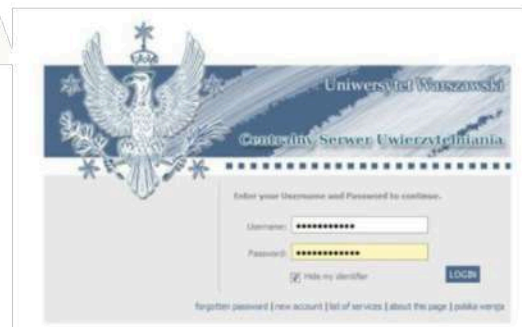 Uniwersytet Warszawski
Centralny Serwer Uwierzytelniania
Enter your Username and Password to continue.
Username: •••••••••••
Password: ••••••••••••
Hide my identifier
LOGIN
forgotten password | new account | list of services | about this page | polska wersja